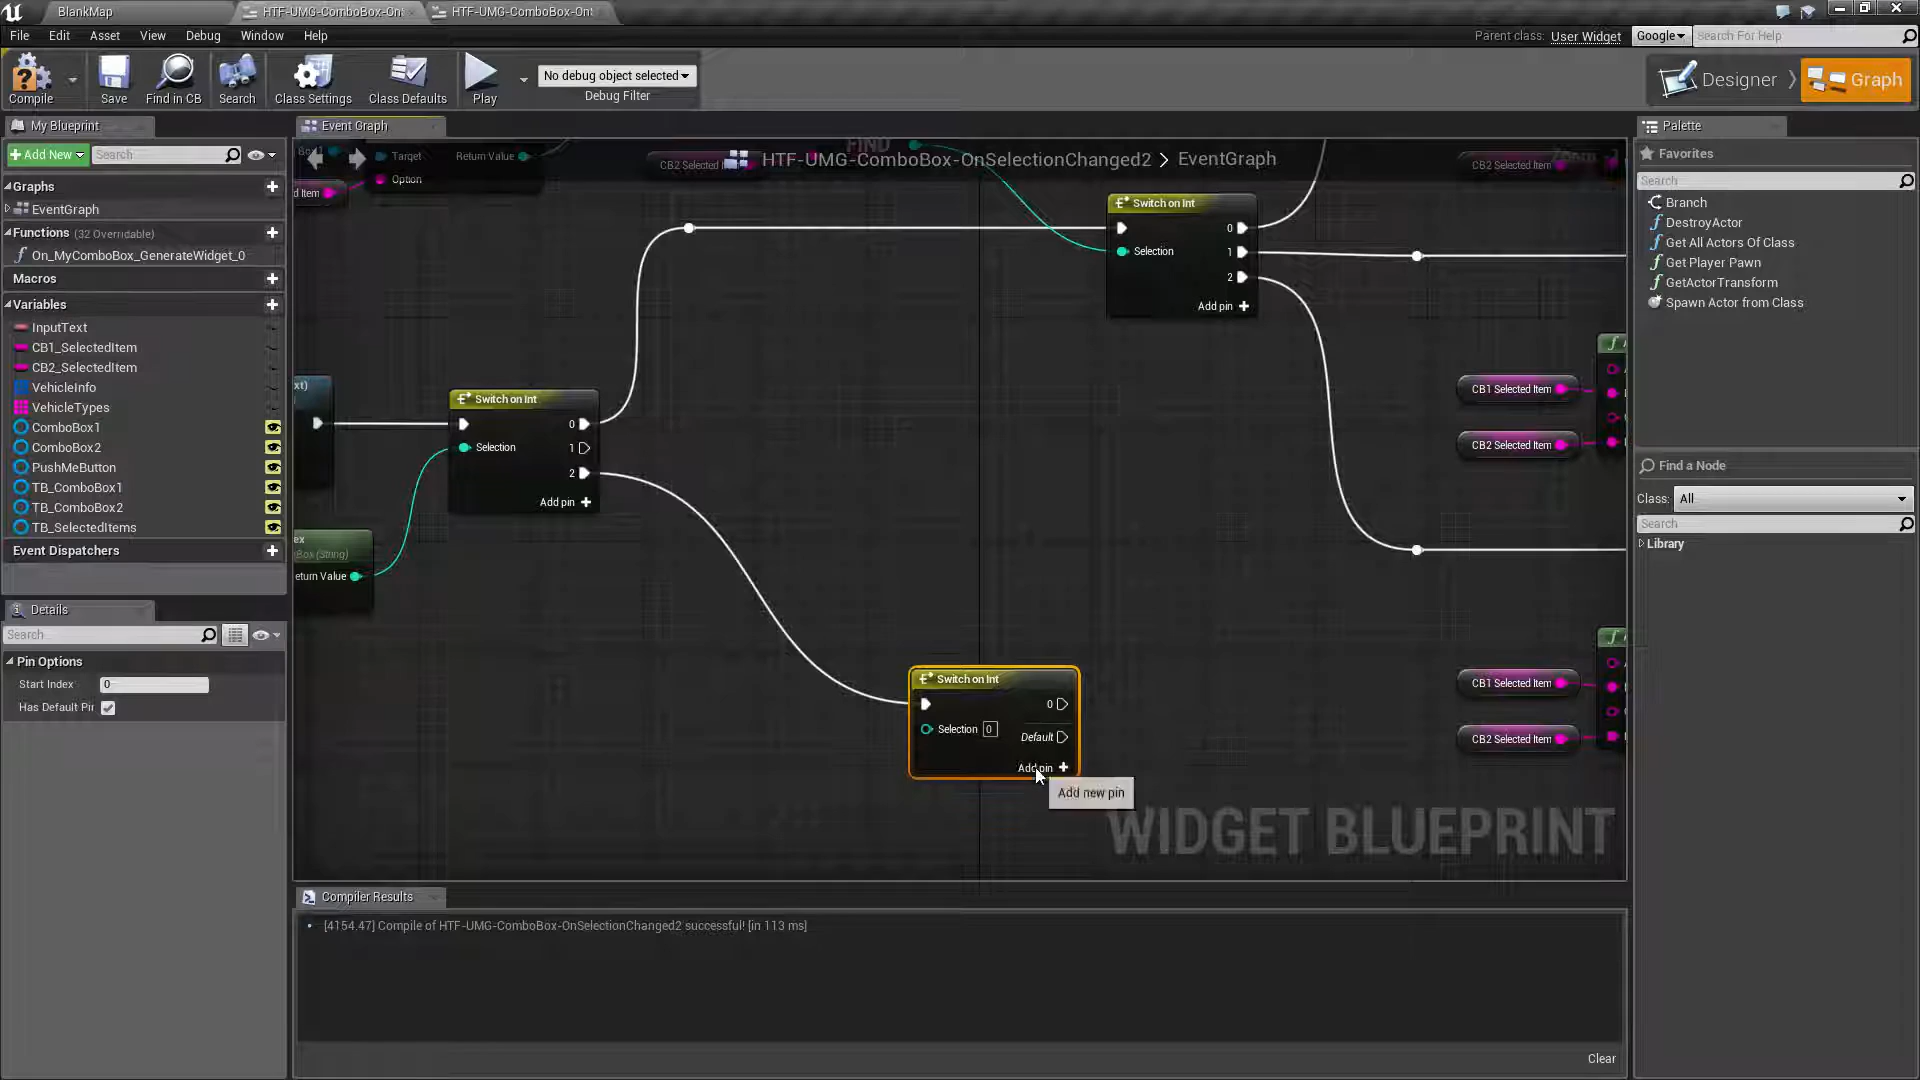 BlankMap
HTF-UMG-ComboBox-On
HTF-UMG-ComboBox-Ont
File Edit Asset View Debug Window Help
Parent class: User Widget
Google
Search For Help
Compile
Save
Find in CB
Search
Class Settings
Class Defaults
Play
No debug object selected
Debug Filter
Designer
Graph
My Blueprint
Add New
Search
Graphs
EventGraph
Functions (32 Overridable)
On_MyComboBox_GenerateWidget_0
Macros
Variables
InputText
CB1_SelectedItem
CB2_SelectedItem
VehicleInfo
VehicleTypes
ComboBox1
ComboBox2
PushMeButton
TB_ComboBox1
TB_ComboBox2
TB_SelectedItems
Event Dispatchers
Details
Search
Pin Options
Start Index 0
Has Default Pir
Event Graph
HTF-UMG-ComboBox-OnSelectionChanged2 > EventGraph
Target
Return Value
Option
d Item
CB2 Selected I
FIND
CB2 Selected Item
Switch on Int
0
Selection
1
2
Add pin
xt)
Switch on Int
0
Selection
1
2
Add pin
ex
Box (String)
eturn Value
CB1 Selected Item
CB2 Selected Item
Switch on Int
0
Selection 0
Default
Add pin
Add new pin
CB1 Selected Item
CB2 Selected Item
WIDGET BLUEPRINT
Compiler Results
[4154.47] Compile of HTF-UMG-ComboBox-OnSelectionChanged2 successful! [in 113 ms]
Clear
Palette
Favorites
Search
Branch
DestroyActor
Get All Actors Of Class
Get Player Pawn
GetActorTransform
Spawn Actor from Class
Find a Node
Class: All
Search
Library